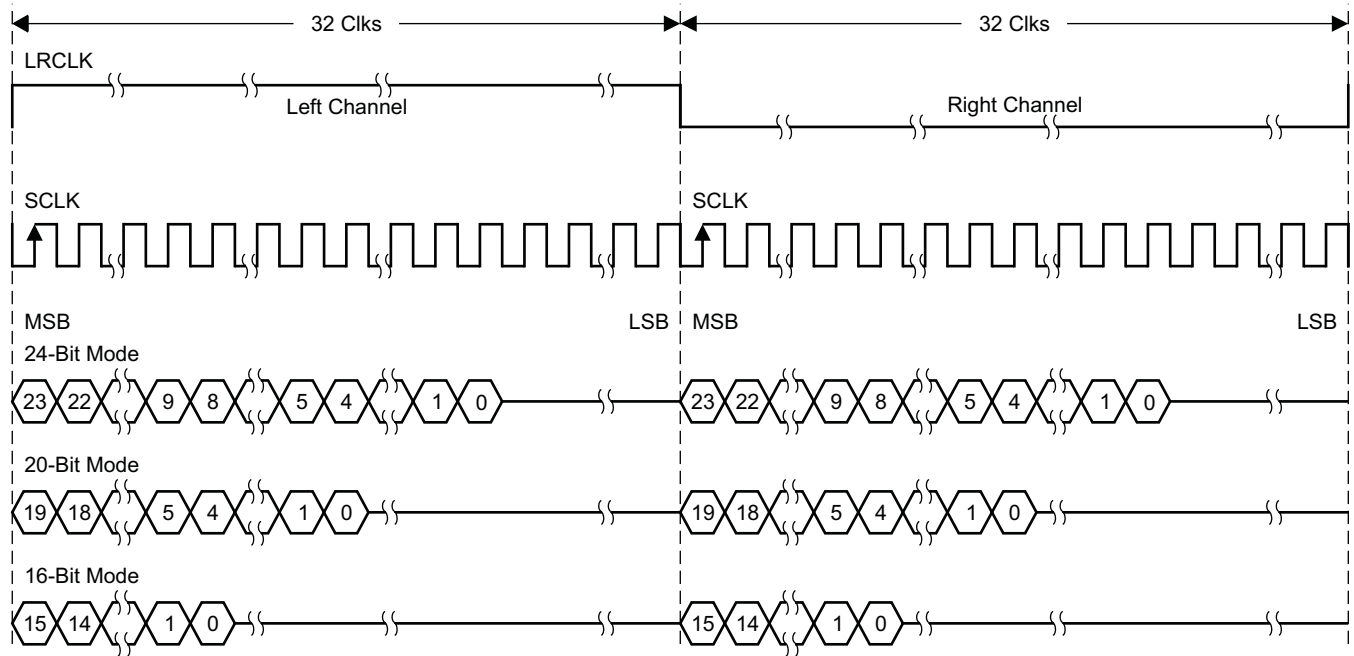 32 Clks 32 Clks
LRCLK
Left Channel Right Channel
SCLK SCLK
MSB LSB MSB LSB
24-Bit Mode
23 22 9 8 5 4 1 0 23 22 9 8 5 4 1 0
20-Bit Mode
19 18 5 4 1 0 19 18 5 4 1 0
16-Bit Mode
15 14 1 0 15 14 1 0